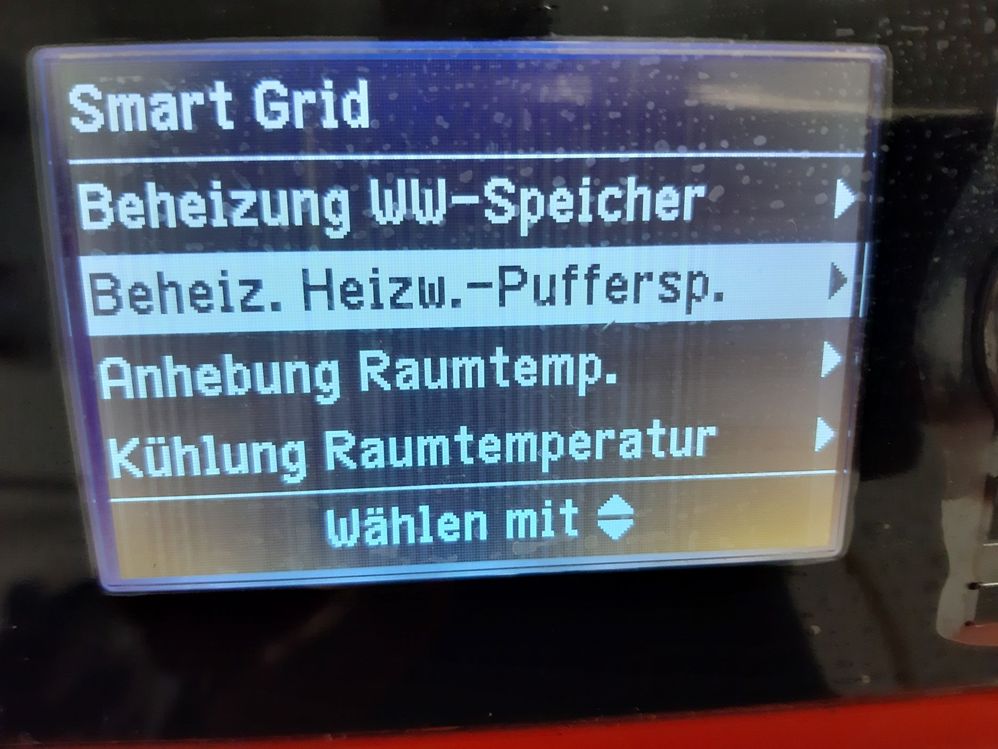 Smart Grid
Beheizung WW-Speicher
Beheiz. Heizw.-Puffersp.
Anhebung Raumtemp.
Kühlung Raumtemperatur
Wählen mit